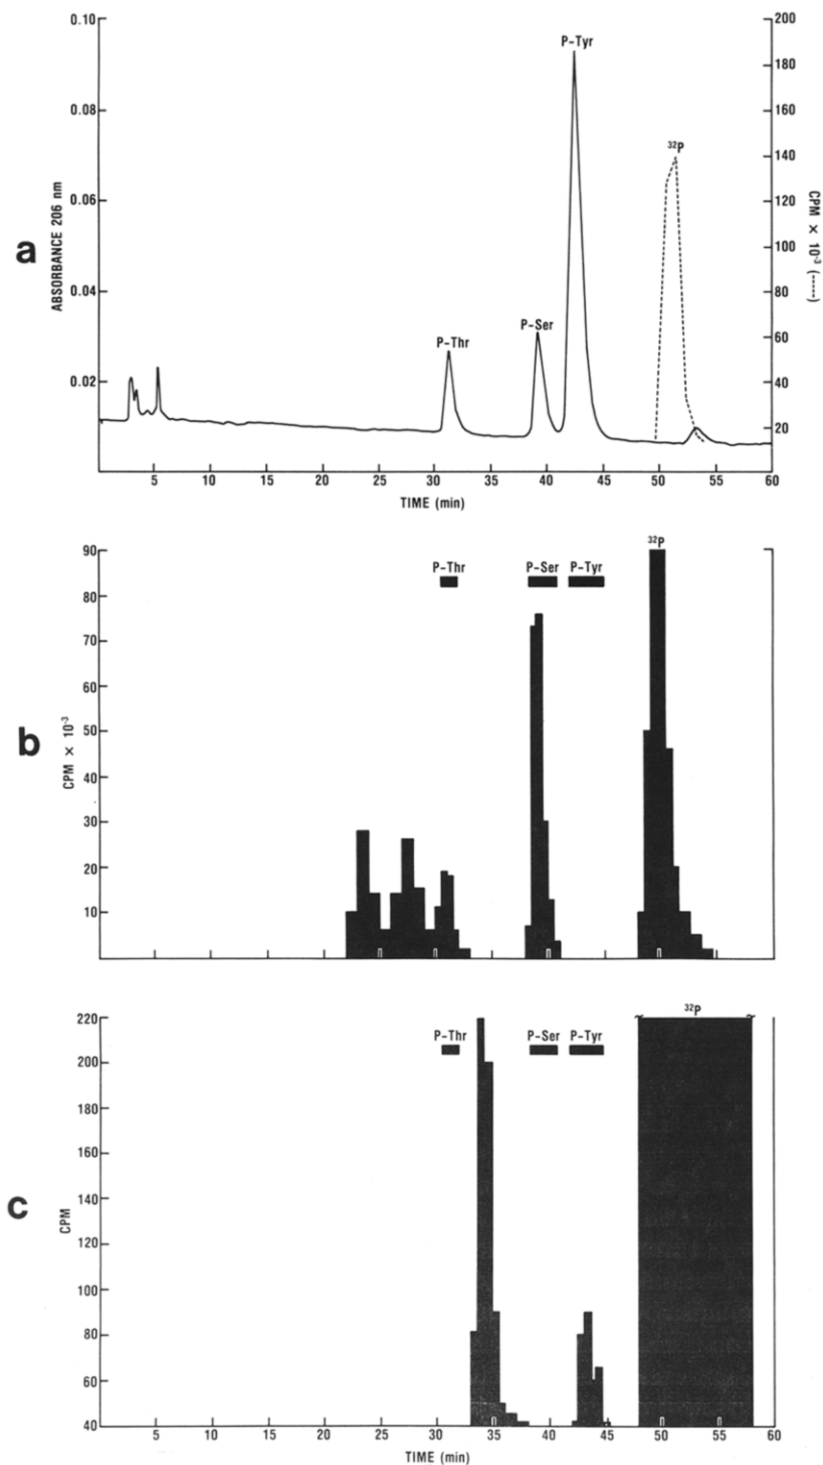 a
0.10
0.08
0.06
0.04
0.02
ABSORBANCE 206 nm
P-Thr
P-Ser
P-Tyr
³²P
200
180
160
140
120
100
80
60
40
20
CPM × 10⁻³ (----)
5 10 15 20 25 30 35 40 45 50 55 60
TIME (min)
b
90
80
70
60
50
40
30
20
10
CPM × 10⁻³
P-Thr
P-Ser
P-Tyr
³²P
c
220
200
180
160
140
120
100
80
60
40
CPM
P-Thr
P-Ser
P-Tyr
³²P
5 10 15 20 25 30 35 40 45 50 55 60
TIME (min)